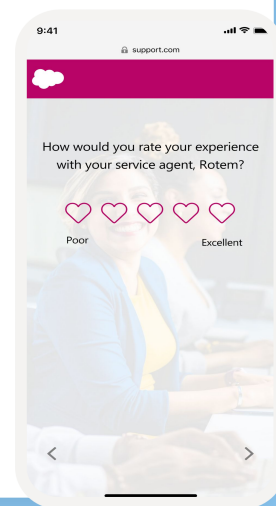 9:41
support.com
How would you rate your experience
with your service agent, Rotem?
Poor
Excellent